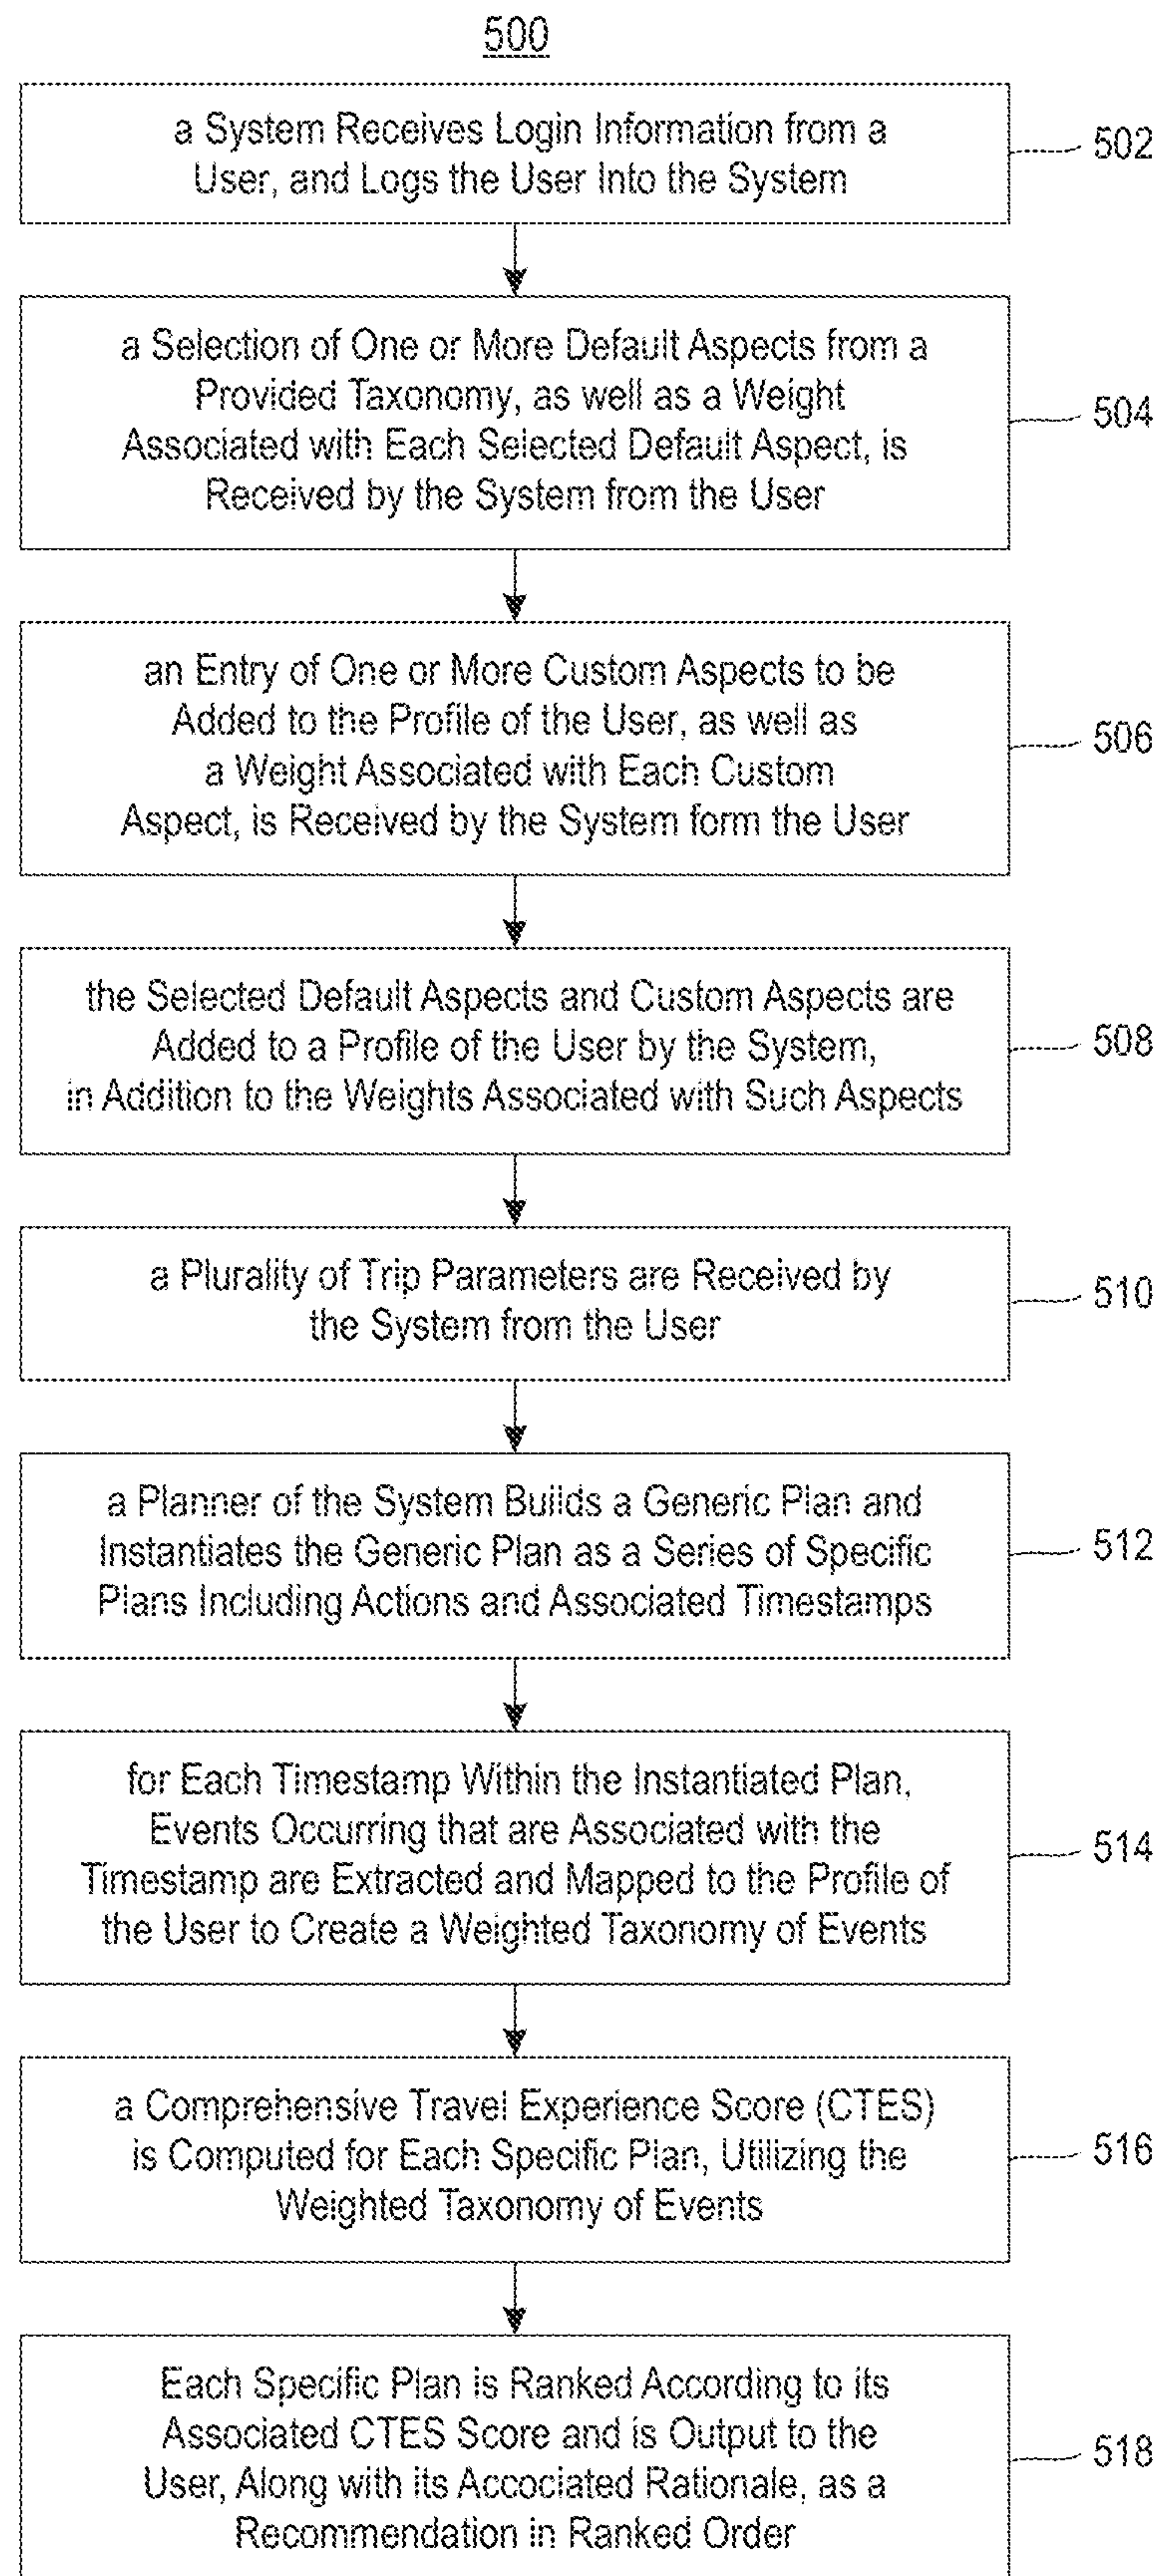 500
a System Receives Login Information from a
User, and Logs the User Into the System
502
a Selection of One or More Default Aspects from a
Provided Taxonomy, as well as a Weight
Associated with Each Selected Default Aspect, is
Received by the System from the User
504
an Entry of One or More Custom Aspects to be
Added to the Profile of the User, as well as
a Weight Associated with Each Custom
Aspect, is Received by the System form the User
506
the Selected Default Aspects and Custom Aspects are
Added to a Profile of the User by the System,
in Addition to the Weights Associated with Such Aspects
508
a Plurality of Trip Parameters are Received by
the System from the User
510
a Planner of the System Builds a Generic Plan and
Instantiates the Generic Plan as a Series of Specific
Plans Including Actions and Associated Timestamps
512
for Each Timestamp Within the Instantiated Plan,
Events Occurring that are Associated with the
Timestamp are Extracted and Mapped to the Profile of
the User to Create a Weighted Taxonomy of Events
514
a Comprehensive Travel Experience Score (CTES)
is Computed for Each Specific Plan, Utilizing the
Weighted Taxonomy of Events
516
Each Specific Plan is Ranked According to its
Associated CTES Score and is Output to the
User, Along with its Accociated Rationale, as a
Recommendation in Ranked Order
518